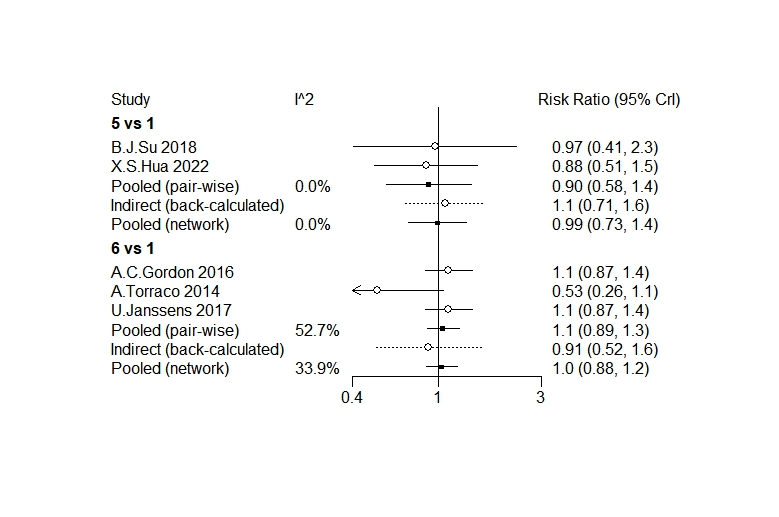 Study I^2 Risk Ratio (95% CrI)
5 vs 1
B.J.Su 2018 0.97 (0.41, 2.3)
X.S.Hua 2022 0.88 (0.51, 1.5)
Pooled (pair-wise) 0.0% 0.90 (0.58, 1.4)
Indirect (back-calculated) 1.1 (0.71, 1.6)
Pooled (network) 0.0% 0.99 (0.73, 1.4)
6 vs 1
A.C.Gordon 2016 1.1 (0.87, 1.4)
A.Torraco 2014 0.53 (0.26, 1.1)
U.Janssens 2017 1.1 (0.87, 1.4)
Pooled (pair-wise) 52.7% 1.1 (0.89, 1.3)
Indirect (back-calculated) 0.91 (0.52, 1.6)
Pooled (network) 33.9% 1.0 (0.88, 1.2)
0.4 1 3